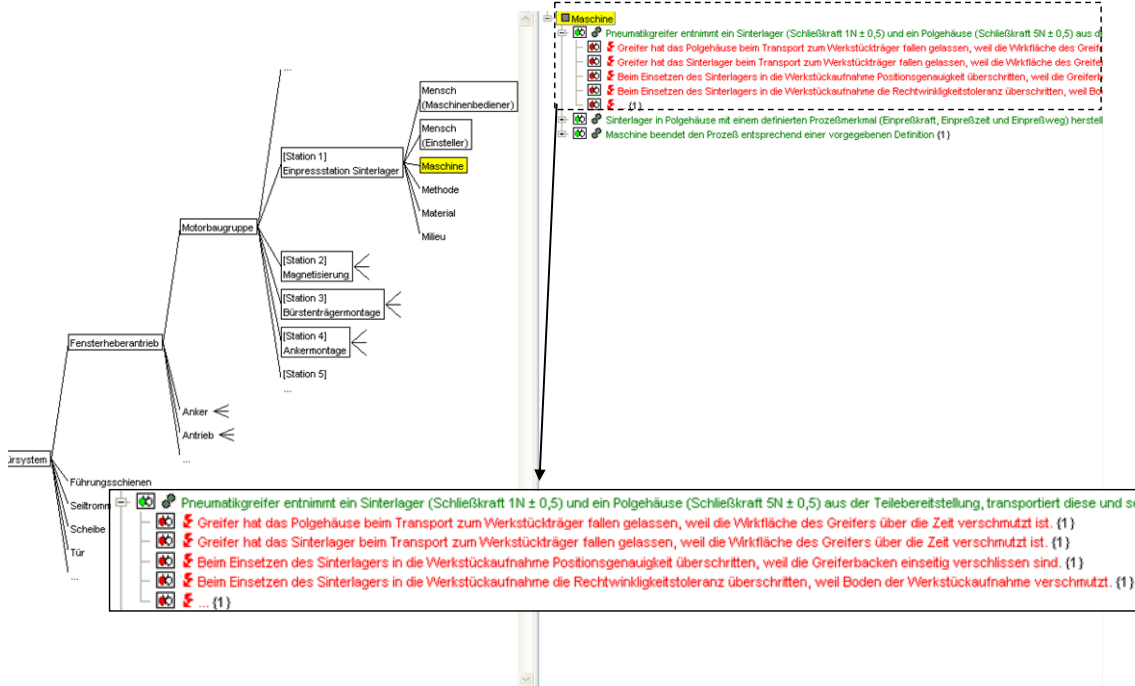 ...
Mensch
(Maschinenbediener)
Mensch
(Einsteller)
[Station 1]
Einpressstation Sinterlager
Maschine
Methode
Material
Milieu
Motorbaugruppe
[Station 2]
Magnetisierung
[Station 3]
Bürstenträgermontage
[Station 4]
Ankermontage
[Station 5]
...
Fensterheberantrieb
Anker
Antrieb
...
ürsystem
Führungsschienen
Seiltromm
Scheibe
Tür
...
Maschine
Pneumatikgreifer entnimmt ein Sinterlager (Schließkraft 1N ± 0,5) und ein Polgehäuse (Schließkraft 5N ± 0,5) aus d
Greifer hat das Polgehäuse beim Transport zum Werkstückträger fallen gelassen, weil die Wirkfläche des Greife
Greifer hat das Sinterlager beim Transport zum Werkstückträger fallen gelassen, weil die Wirkfläche des Greifer
Beim Einsetzen des Sinterlagers in die Werkstückaufnahme Positionsgenauigkeit überschritten, weil die Greiferb
Beim Einsetzen des Sinterlagers in die Werkstückaufnahme die Rechtwinkligkeitstoleranz überschritten, weil Bod
... {1}
Sinterlager in Polgehäuse mit einem definierten Prozeßmerkmal (Einpreßkraft, Einpreßzeit und Einpreßweg) herstell
Maschine beendet den Prozeß entsprechend einer vorgegebenen Definition {1}
Pneumatikgreifer entnimmt ein Sinterlager (Schließkraft 1N ± 0,5) und ein Polgehäuse (Schließkraft 5N ± 0,5) aus der Teilebereitstellung, transportiert diese und se
Greifer hat das Polgehäuse beim Transport zum Werkstückträger fallen gelassen, weil die Wirkfläche des Greifers über die Zeit verschmutzt ist. {1}
Greifer hat das Sinterlager beim Transport zum Werkstückträger fallen gelassen, weil die Wirkfläche des Greifers über die Zeit verschmutzt ist. {1}
Beim Einsetzen des Sinterlagers in die Werkstückaufnahme Positionsgenauigkeit überschritten, weil die Greiferbacken einseitig verschlissen sind. {1}
Beim Einsetzen des Sinterlagers in die Werkstückaufnahme die Rechtwinkligkeitstoleranz überschritten, weil Boden der Werkstückaufnahme verschmutzt. {1}
... {1}